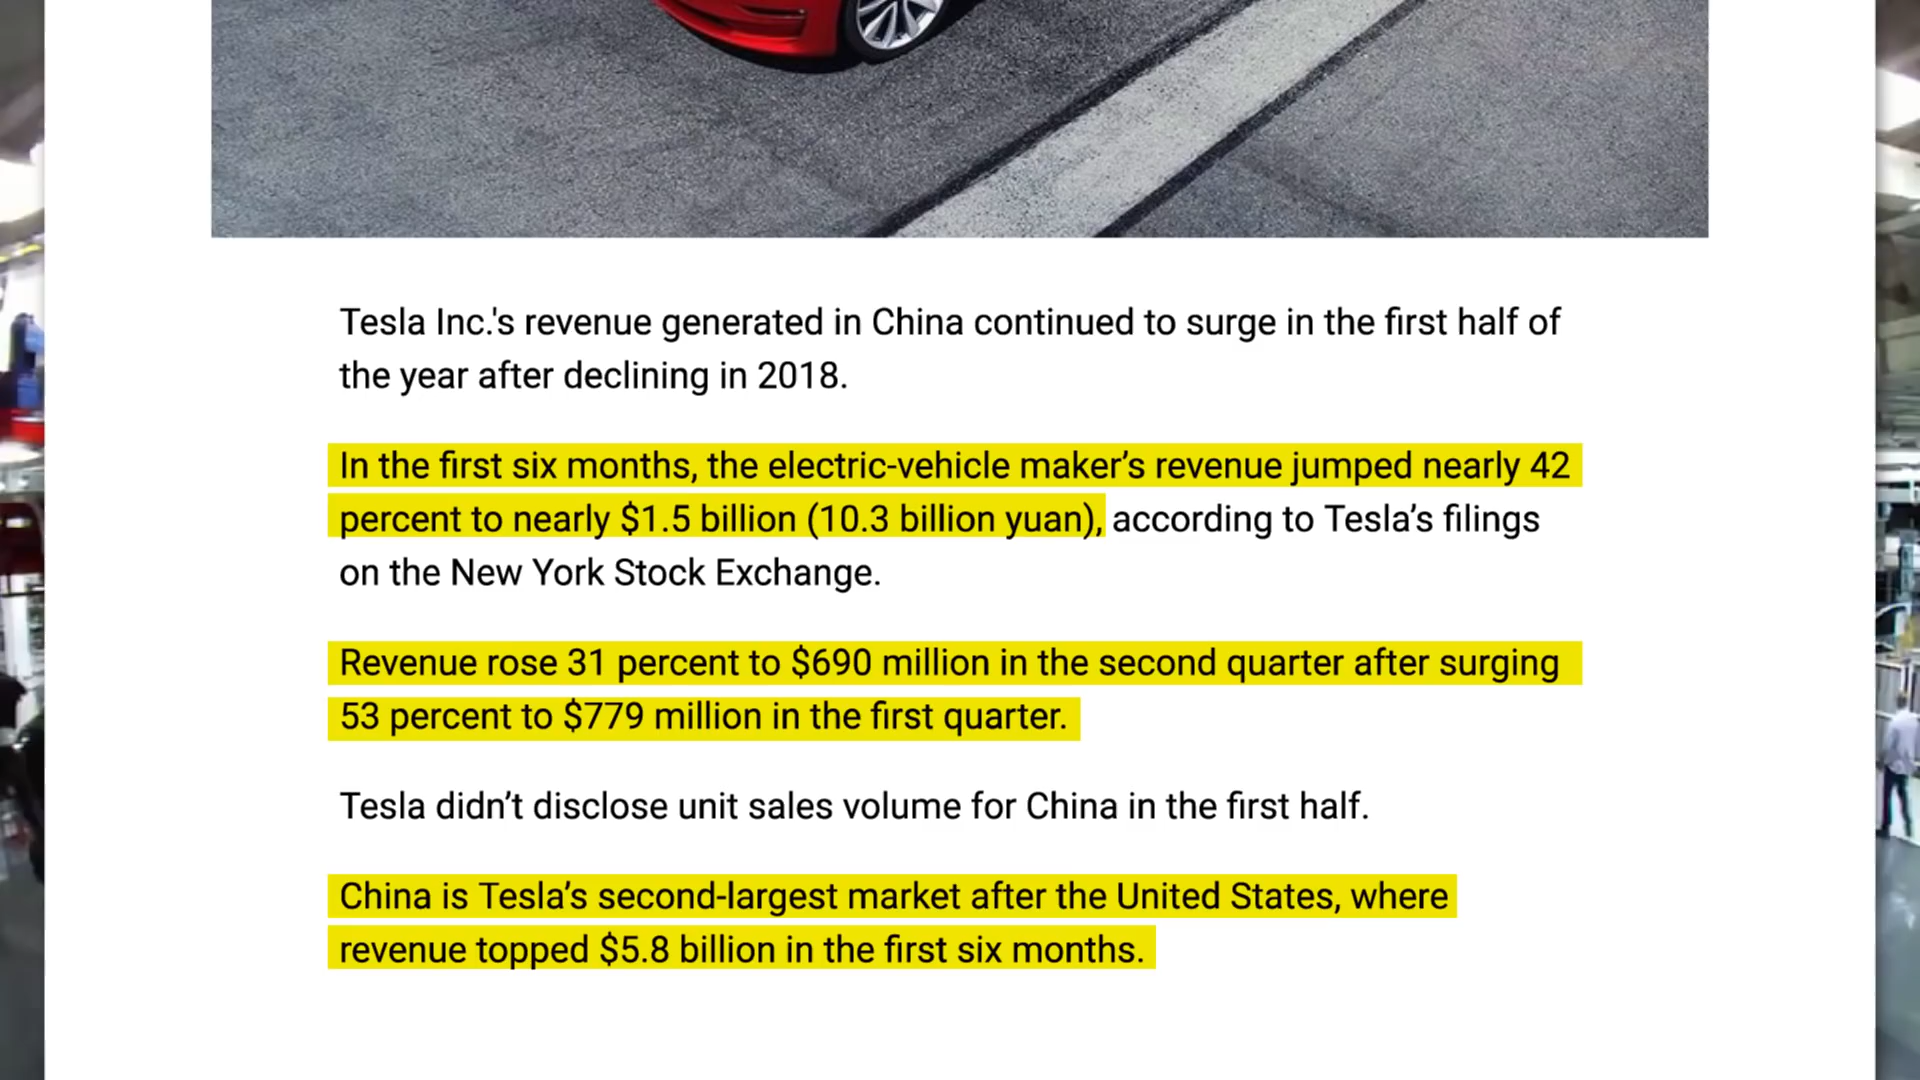 Tesla Inc.'s revenue generated in China continued to surge in the first half of
the year after declining in 2018.
In the first six months, the electric-vehicle maker’s revenue jumped nearly 42
percent to nearly $1.5 billion (10.3 billion yuan), according to Tesla’s filings
on the New York Stock Exchange.
Revenue rose 31 percent to $690 million in the second quarter after surging
53 percent to $779 million in the first quarter.
Tesla didn’t disclose unit sales volume for China in the first half.
China is Tesla’s second-largest market after the United States, where
revenue topped $5.8 billion in the first six months.